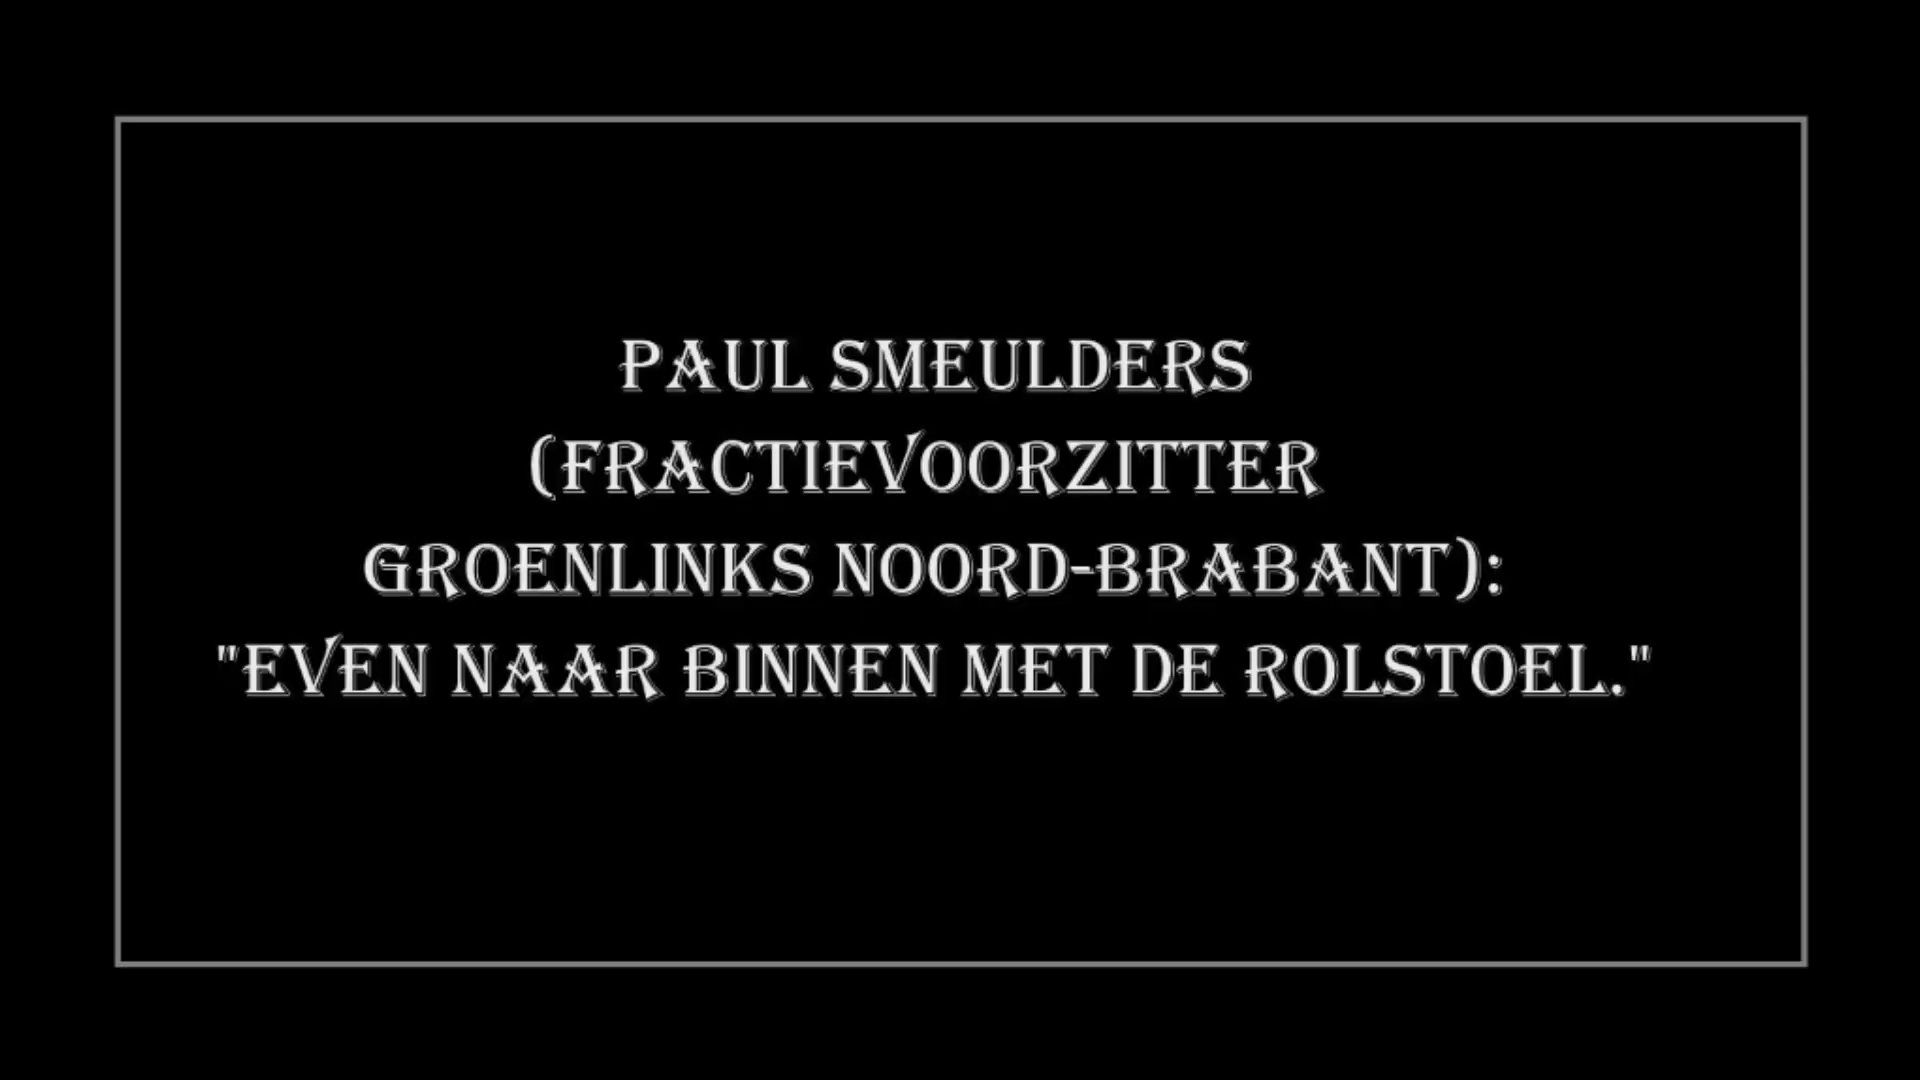 PAUL SMEULDERS
(FRACTIEVOORZITTER
GROENLINKS NOORD-BRABANT):
"EVEN NAAR BINNEN MET DE ROLSTOEL."